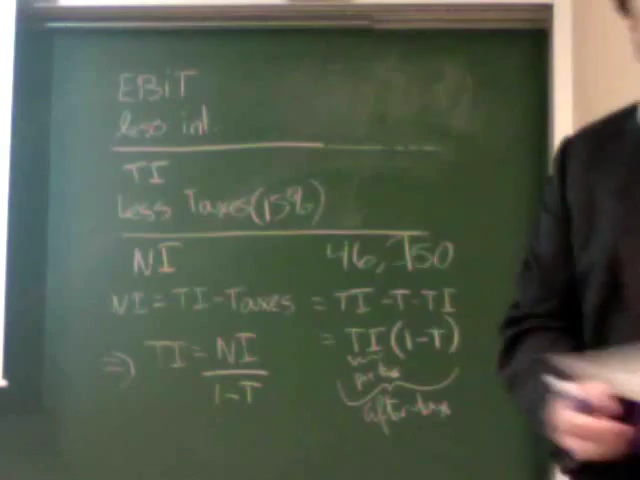 EBiT
less int.
TI
Less Taxes (15%)
NI 46,750
NI = TI - Taxes = TI - T · TI
= TI (1-T)
⇒ TI = NI
1-T
after-tax